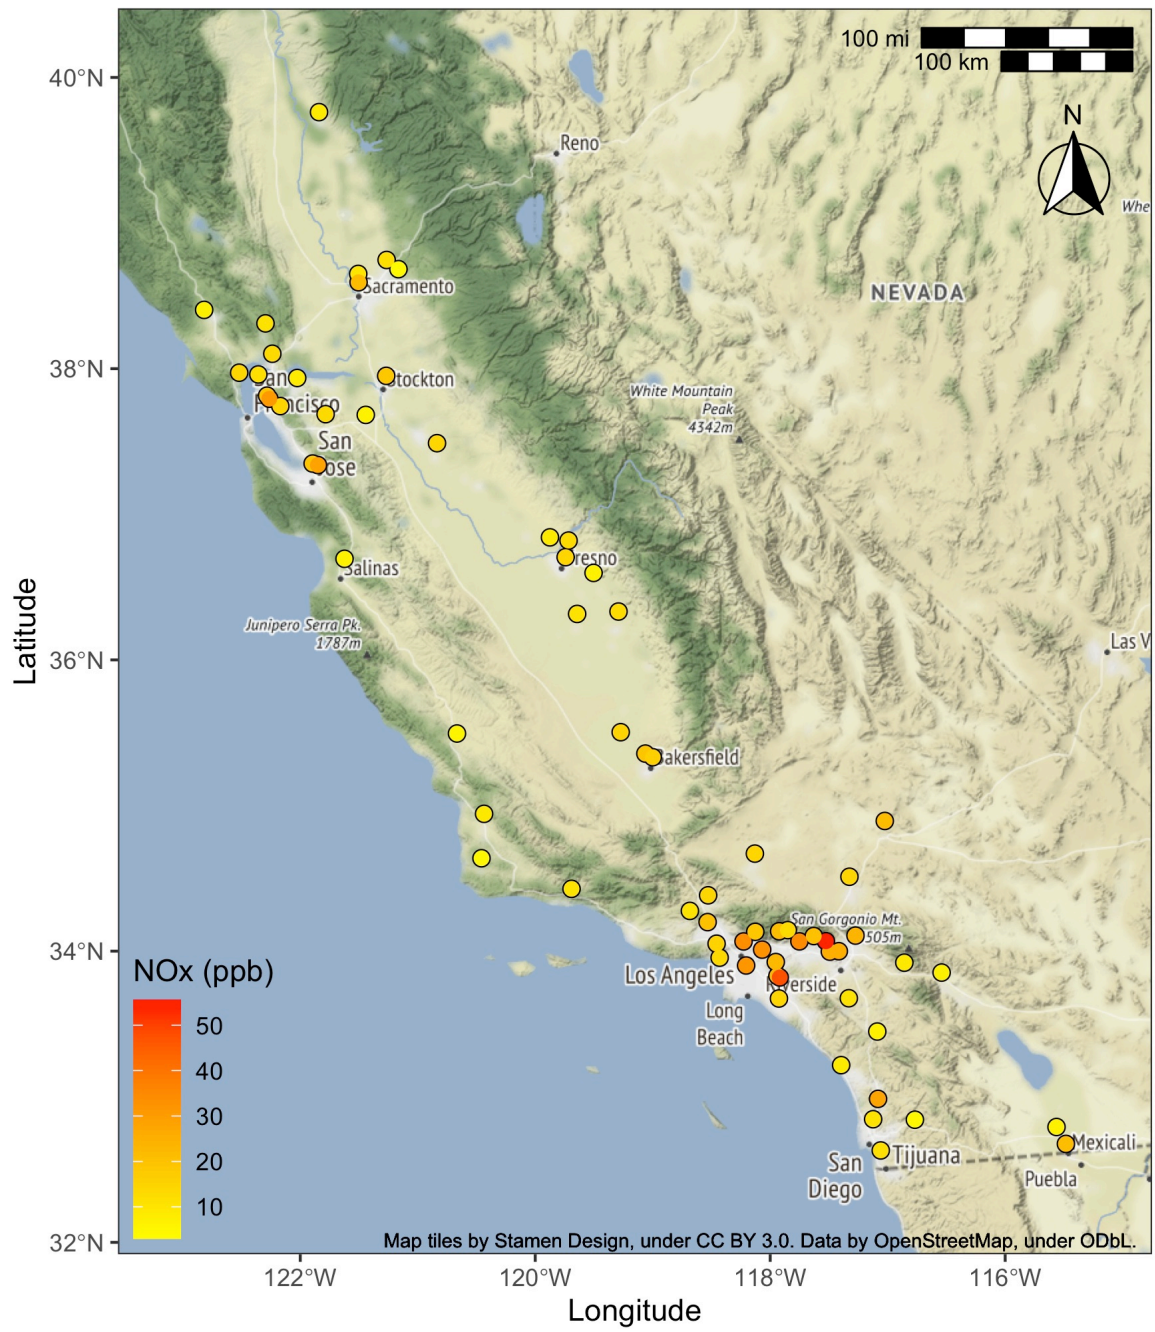 100 mi
100 km
40°N
N
Reno
Whe
Sacramento
NEVADA
38°N
San
Francisco
Stockton
White Mountain
Peak
4342m
San
Jose
Fresno
Salinas
Junipero Serra Pk.
1787m
Latitude
36°N
Las V
Bakersfield
San Gorgonio Mt.
505m
34°N
NOx (ppb)
Los Angeles
Riverside
50
Long
Beach
40
30
20
10
Mexicali
Tijuana
San
Diego
Puebla
32°N
Map tiles by Stamen Design, under CC BY 3.0. Data by OpenStreetMap, under ODbL.
122°W
120°W
118°W
116°W
Longitude